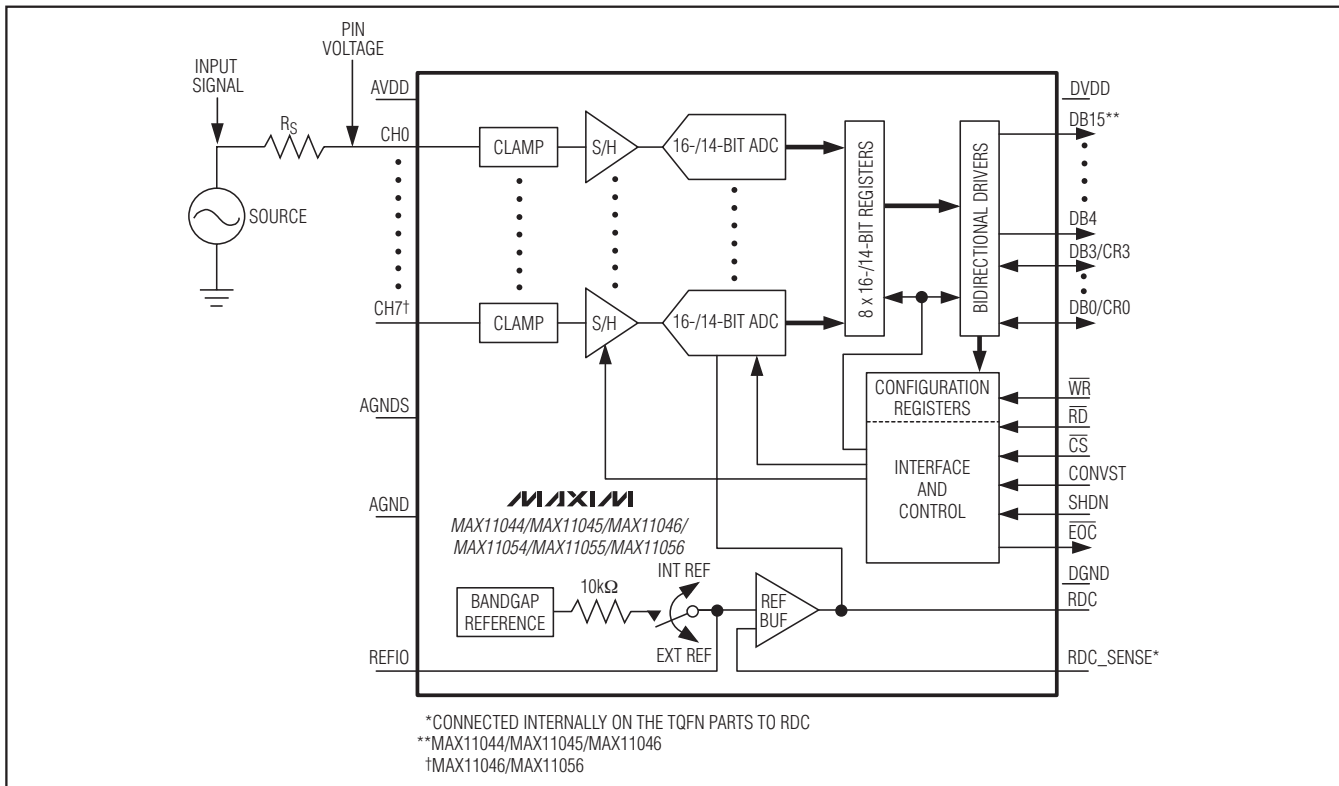 PIN
VOLTAGE
INPUT
SIGNAL
RS
SOURCE
AVDD
CH0
CH7†
AGNDS
AGND
REFIO
CLAMP
S/H
16-/14-BIT ADC
CLAMP
S/H
16-/14-BIT ADC
8 x 16-/14-BIT REGISTERS
BIDIRECTIONAL DRIVERS
CONFIGURATION
REGISTERS
INTERFACE
AND
CONTROL
MAXIM
MAX11044/MAX11045/MAX11046/
MAX11054/MAX11055/MAX11056
BANDGAP
REFERENCE
10kΩ
INT REF
EXT REF
REF
BUF
DVDD
DB15**
DB4
DB3/CR3
DB0/CR0
WR
RD
CS
CONVST
SHDN
EOC
DGND
RDC
RDC_SENSE*
*CONNECTED INTERNALLY ON THE TQFN PARTS TO RDC
**MAX11044/MAX11045/MAX11046
†MAX11046/MAX11056